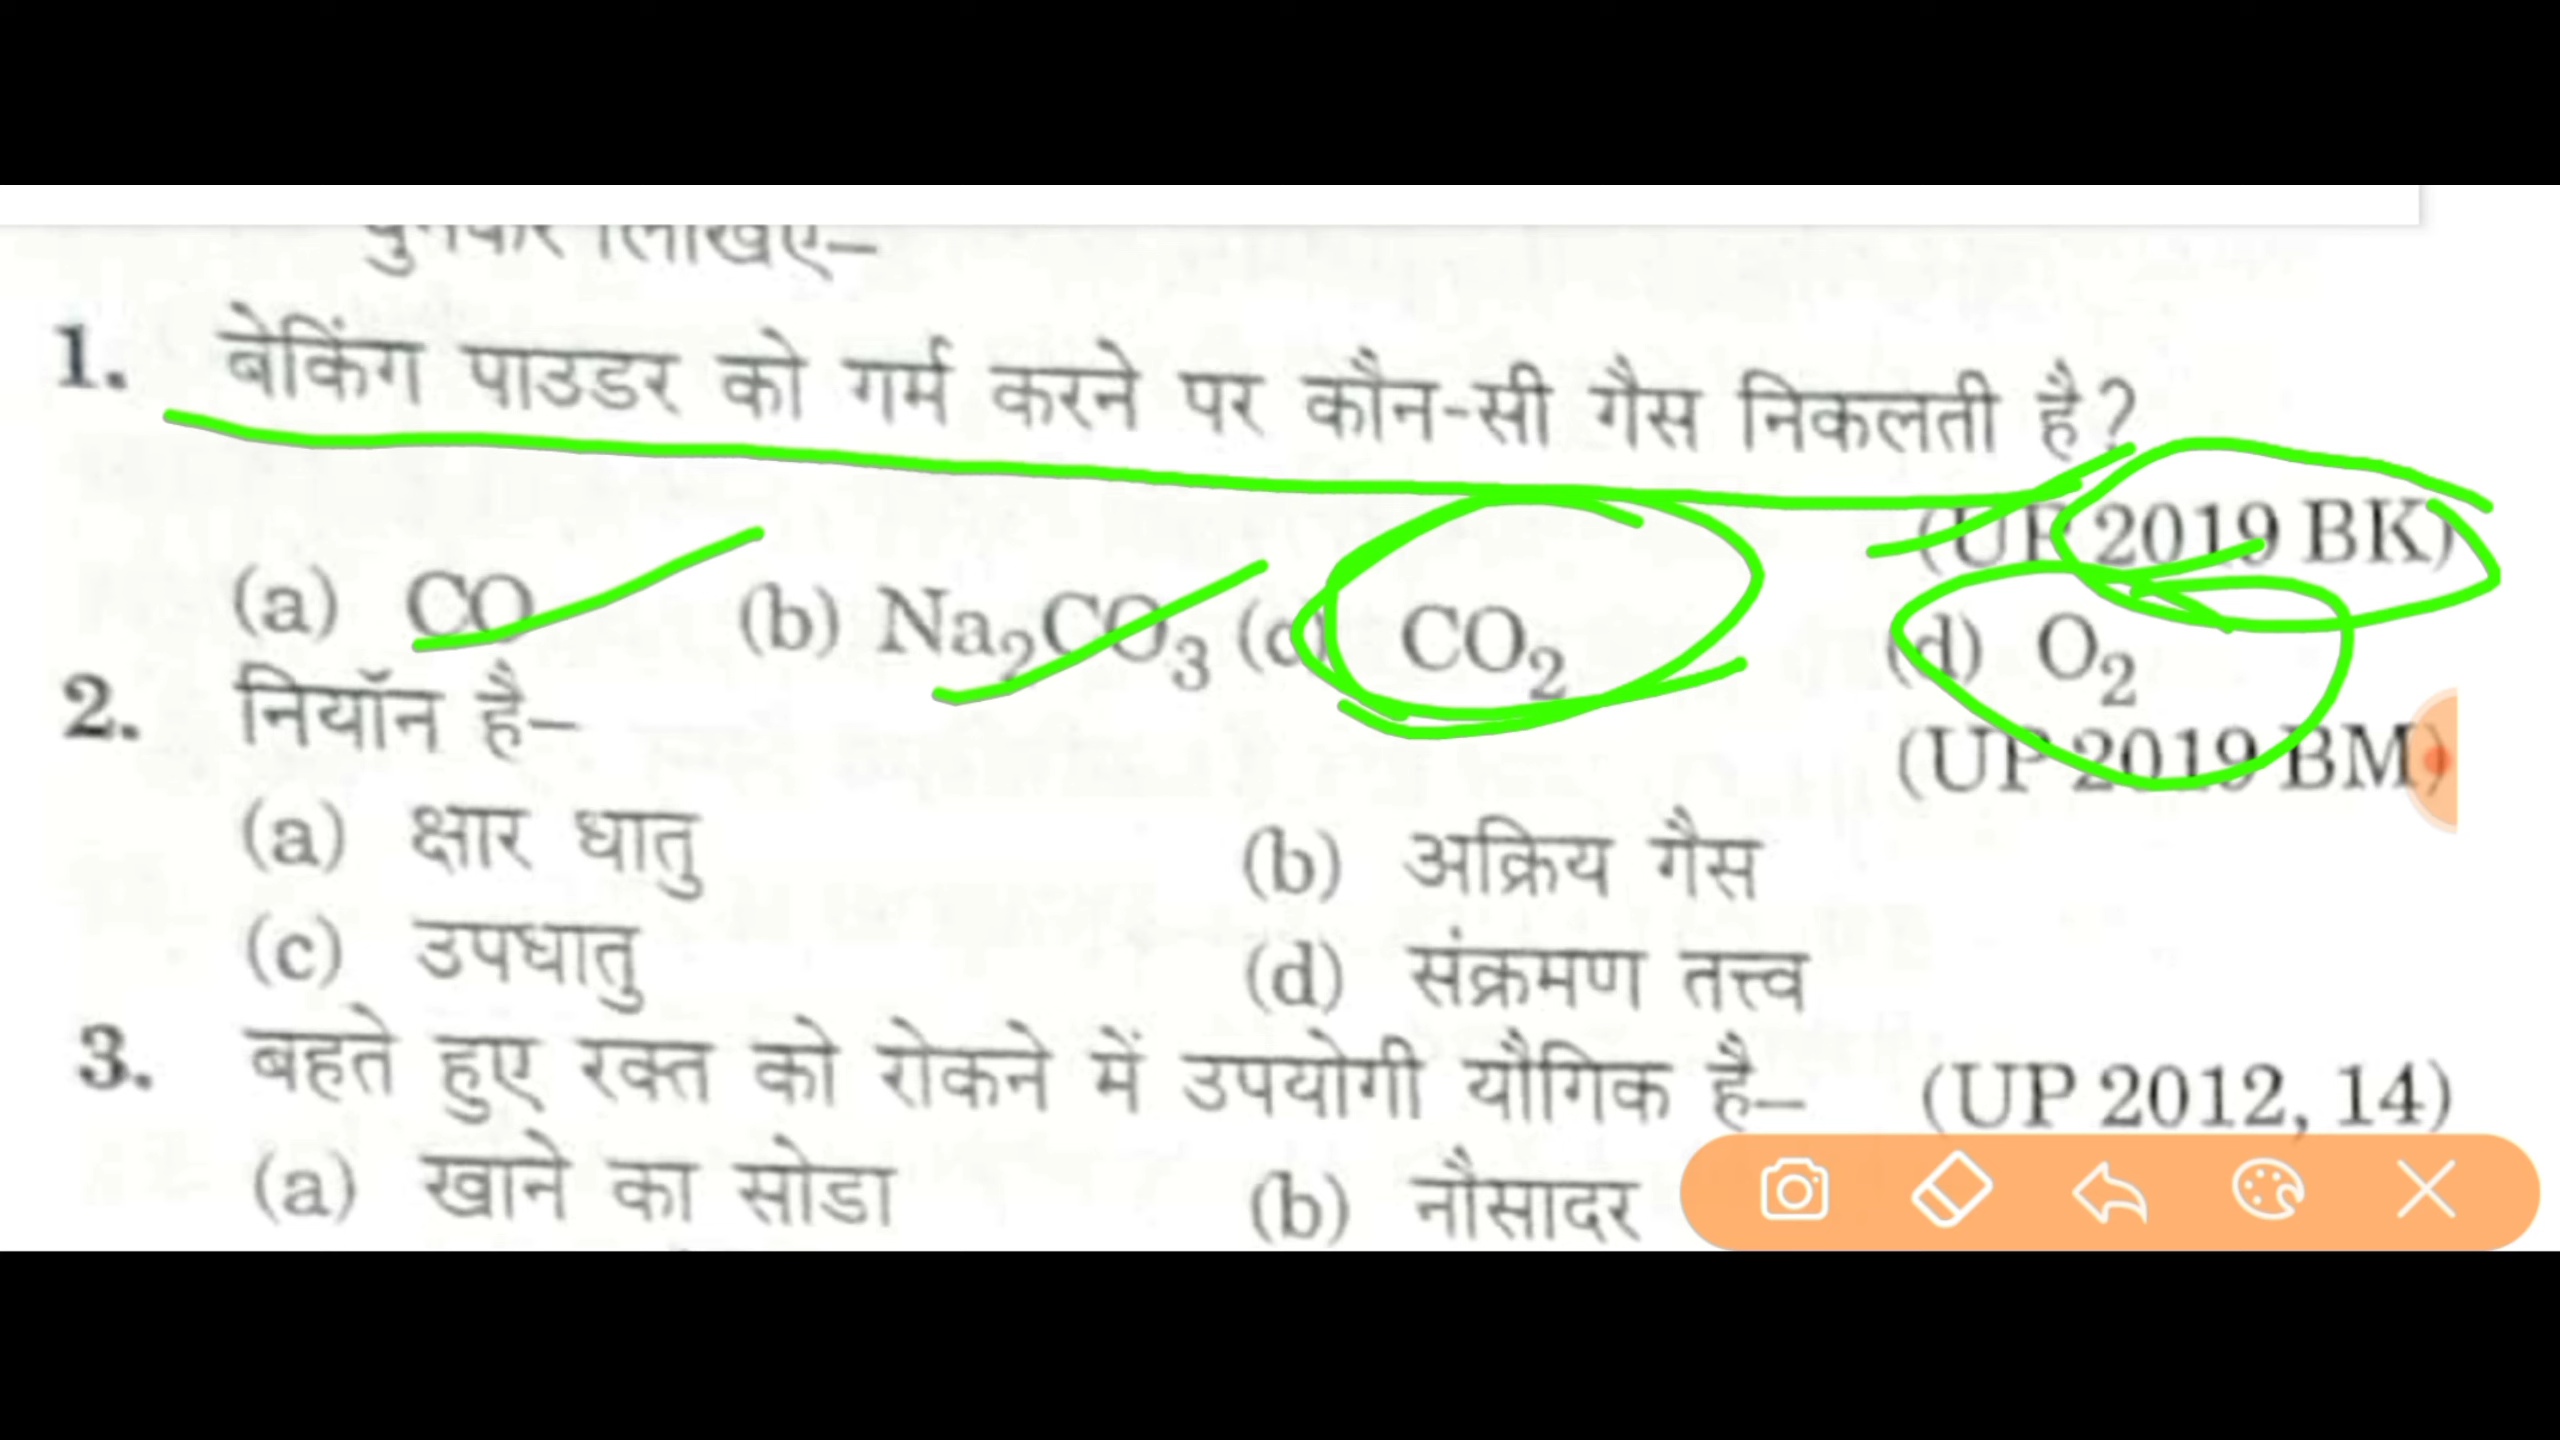 चुनकर लिखिए–
1. बेकिंग पाउडर को गर्म करने पर कौन-सी गैस निकलती है?
(UP 2019 BK)
(a) CO (b) Na₂CO₃ (c) CO₂ (d) O₂
2. नियॉन है–
(UP 2019 BM)
(a) क्षार धातु (b) अक्रिय गैस
(c) उपधातु (d) संक्रमण तत्त्व
3. बहते हुए रक्त को रोकने में उपयोगी यौगिक है– (UP 2012, 14)
(a) खाने का सोडा (b) नौसादर